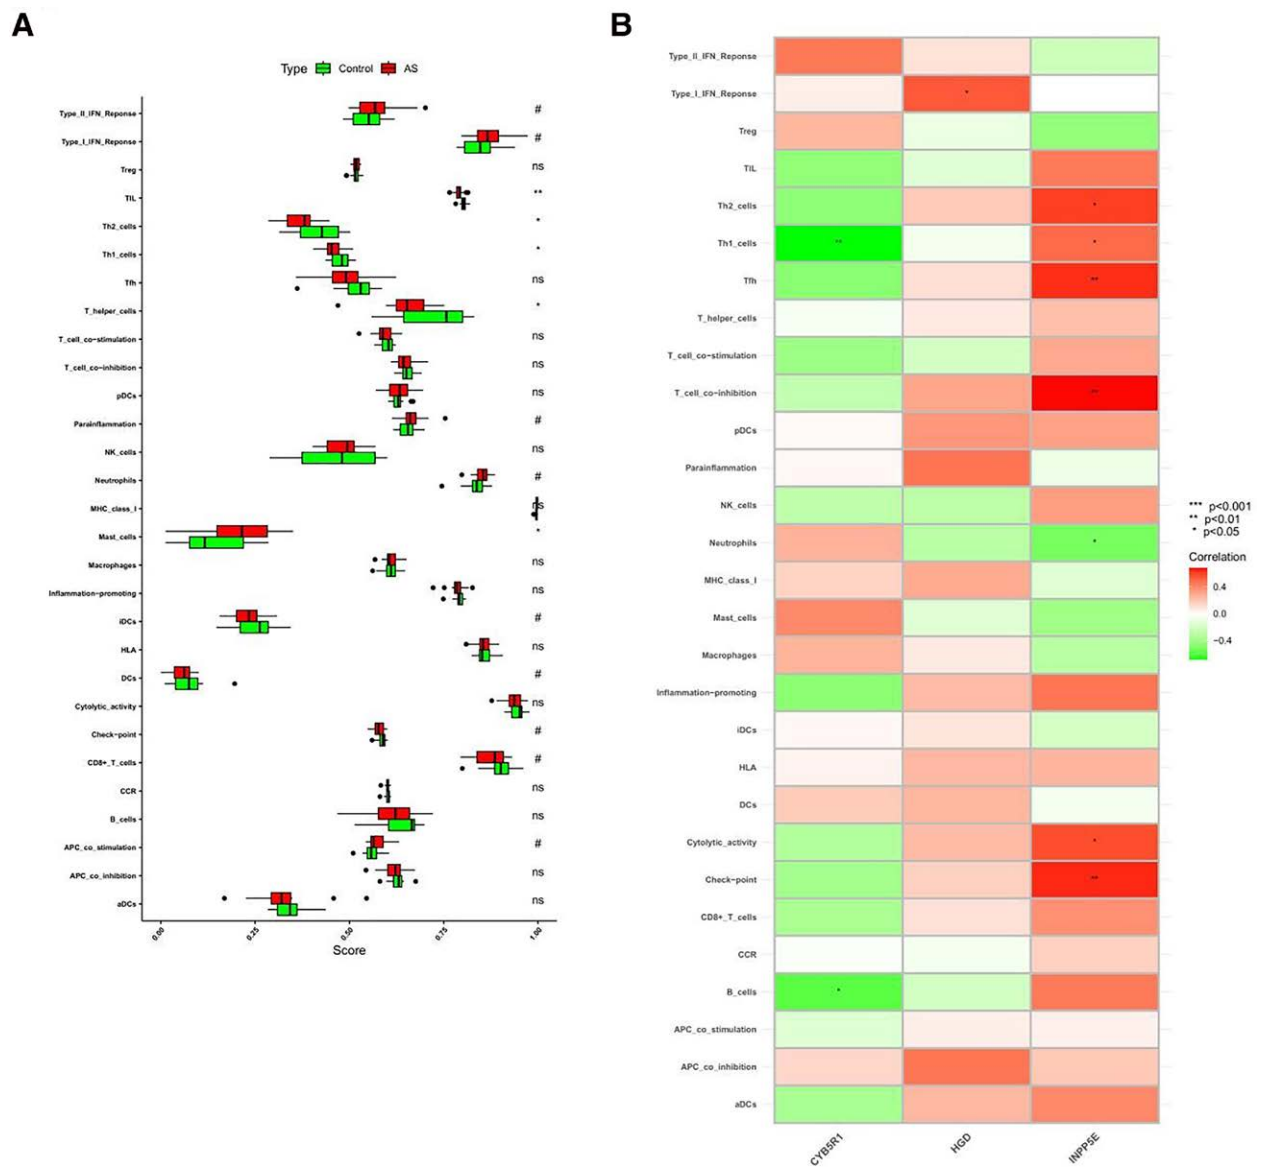 A
Type Control AS
Type_II_IFN_Reponse #
Type_I_IFN_Reponse #
Treg ns
TIL **
Th2_cells *
Th1_cells *
Tfh ns
T_helper_cells *
T_cell_co-stimulation ns
T_cell_co-inhibition ns
pDCs ns
Parainflammation #
NK_cells ns
Neutrophils #
MHC_class_I ns
Mast_cells *
Macrophages ns
Inflammation-promoting ns
iDCs #
HLA ns
DCs #
Cytolytic_activity ns
Check-point #
CD8+_T_cells #
CCR ns
B_cells ns
APC_co_stimulation #
APC_co_inhibition ns
aDCs ns
0.00 0.25 0.50 0.75 1.00
Score
B
Type_II_IFN_Reponse
Type_I_IFN_Reponse *
Treg
TIL
Th2_cells *
Th1_cells ** *
Tfh **
T_helper_cells
T_cell_co-stimulation
T_cell_co-inhibition **
pDCs
Parainflammation
NK_cells
Neutrophils *
MHC_class_I
Mast_cells
Macrophages
Inflammation-promoting
iDCs
HLA
DCs
Cytolytic_activity *
Check-point **
CD8+_T_cells
CCR
B_cells *
APC_co_stimulation
APC_co_inhibition
aDCs
CYB5R1 HGD INPP5E
*** p<0.001
** p<0.01
* p<0.05
Correlation
0.4
0.0
-0.4